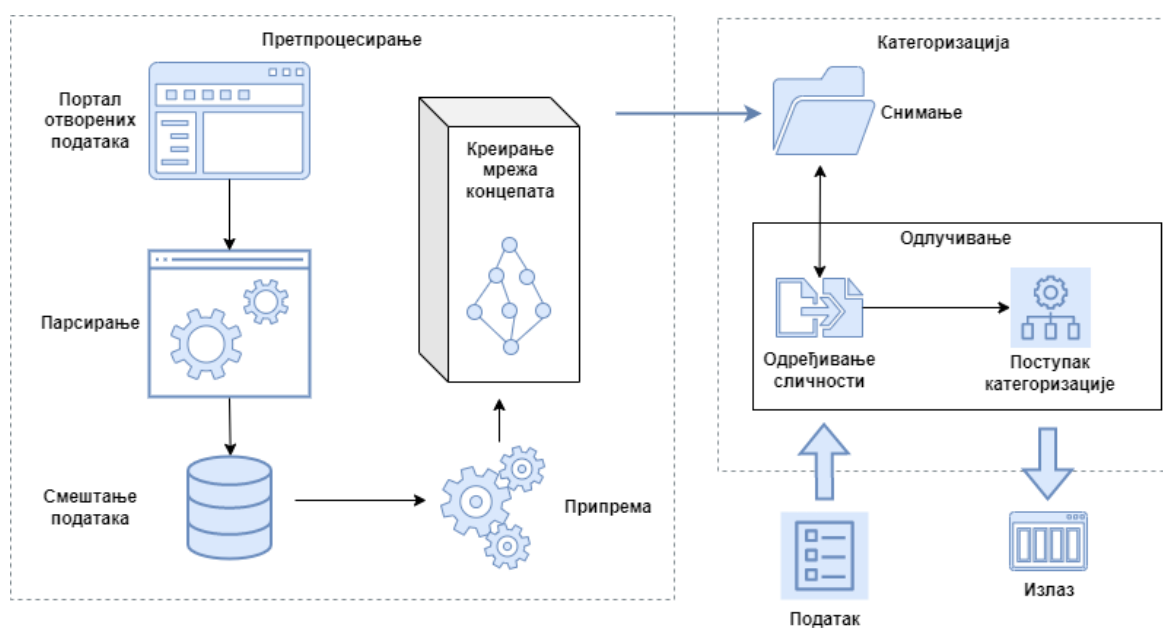 Претпроцесирање
Портал
отворених
података
Парсирање
Смештање
података
Припрема
Креирање
мрежа
концепата
Категоризација
Снимање
Одлучивање
Одређивање
сличности
Поступак
категоризације
Податак
Излаз